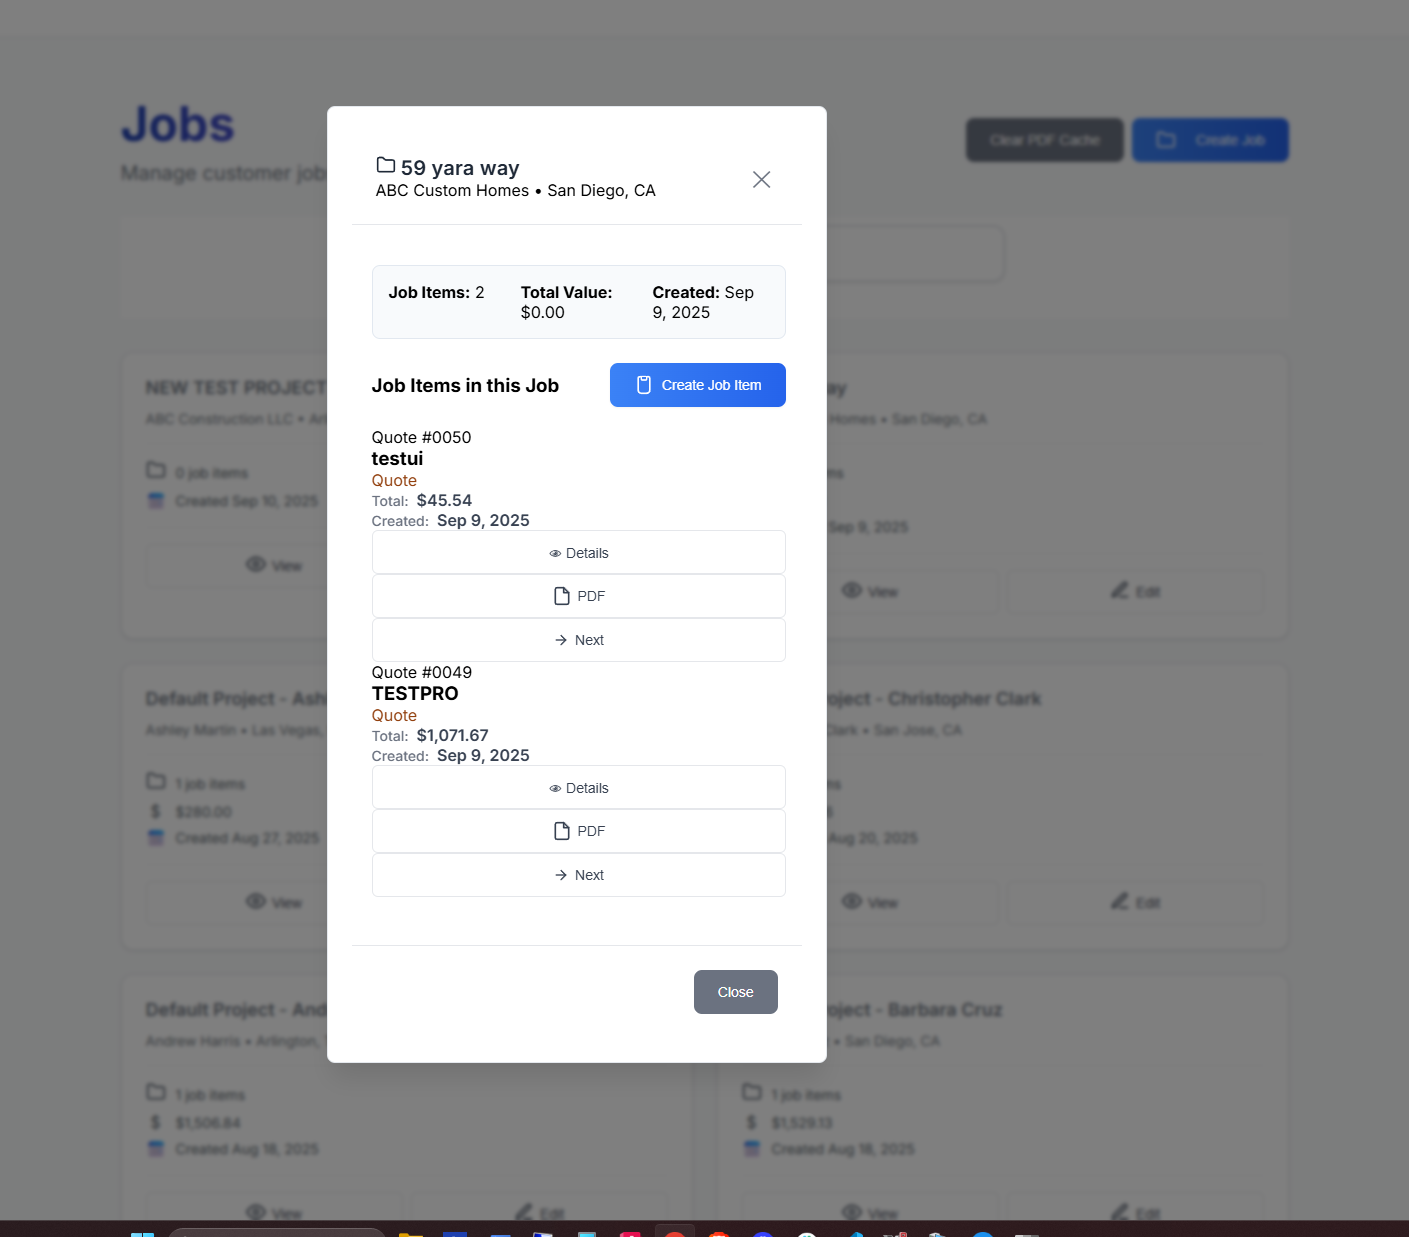 Jobs
Manage customer job
Clear PDF Cache
Create Job
59 yara way
ABC Custom Homes • San Diego, CA
Job Items: 2
Total Value: $0.00
Created: Sep 9, 2025
Job Items in this Job
Create Job Item
Quote #0050
testui
Quote
Total: $45.54
Created: Sep 9, 2025
Details
PDF
Next
Quote #0049
TESTPRO
Quote
Total: $1,071.67
Created: Sep 9, 2025
Details
PDF
Next
Close
NEW TEST PROJECT
ABC Construction LLC •
0 job items
Created Sep 10, 2025
View
ay
Homes • San Diego, CA
ms
Sep 9, 2025
View
Edit
Default Project - Ash
Ashley Martin • Las Vegas,
1 job items
$ $280.00
Created Aug 27, 2025
View
oject - Christopher Clark
Clark • San Jose, CA
ms
Aug 20, 2025
View
Edit
Default Project - And
Andrew Harris • Arlington,
1 job items
$ $1,506.84
Created Aug 18, 2025
View
Edit
oject - Barbara Cruz
• San Diego, CA
1 job items
$ $1,529.13
Created Aug 18, 2025
View
Edit